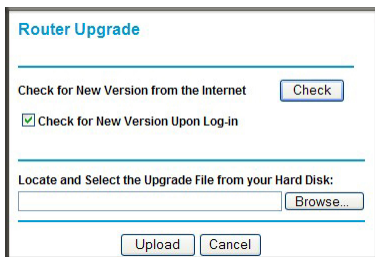 Router Upgrade
Check for New Version from the Internet Check
Check for New Version Upon Log-in
Locate and Select the Upgrade File from your Hard Disk:
Browse...
Upload Cancel